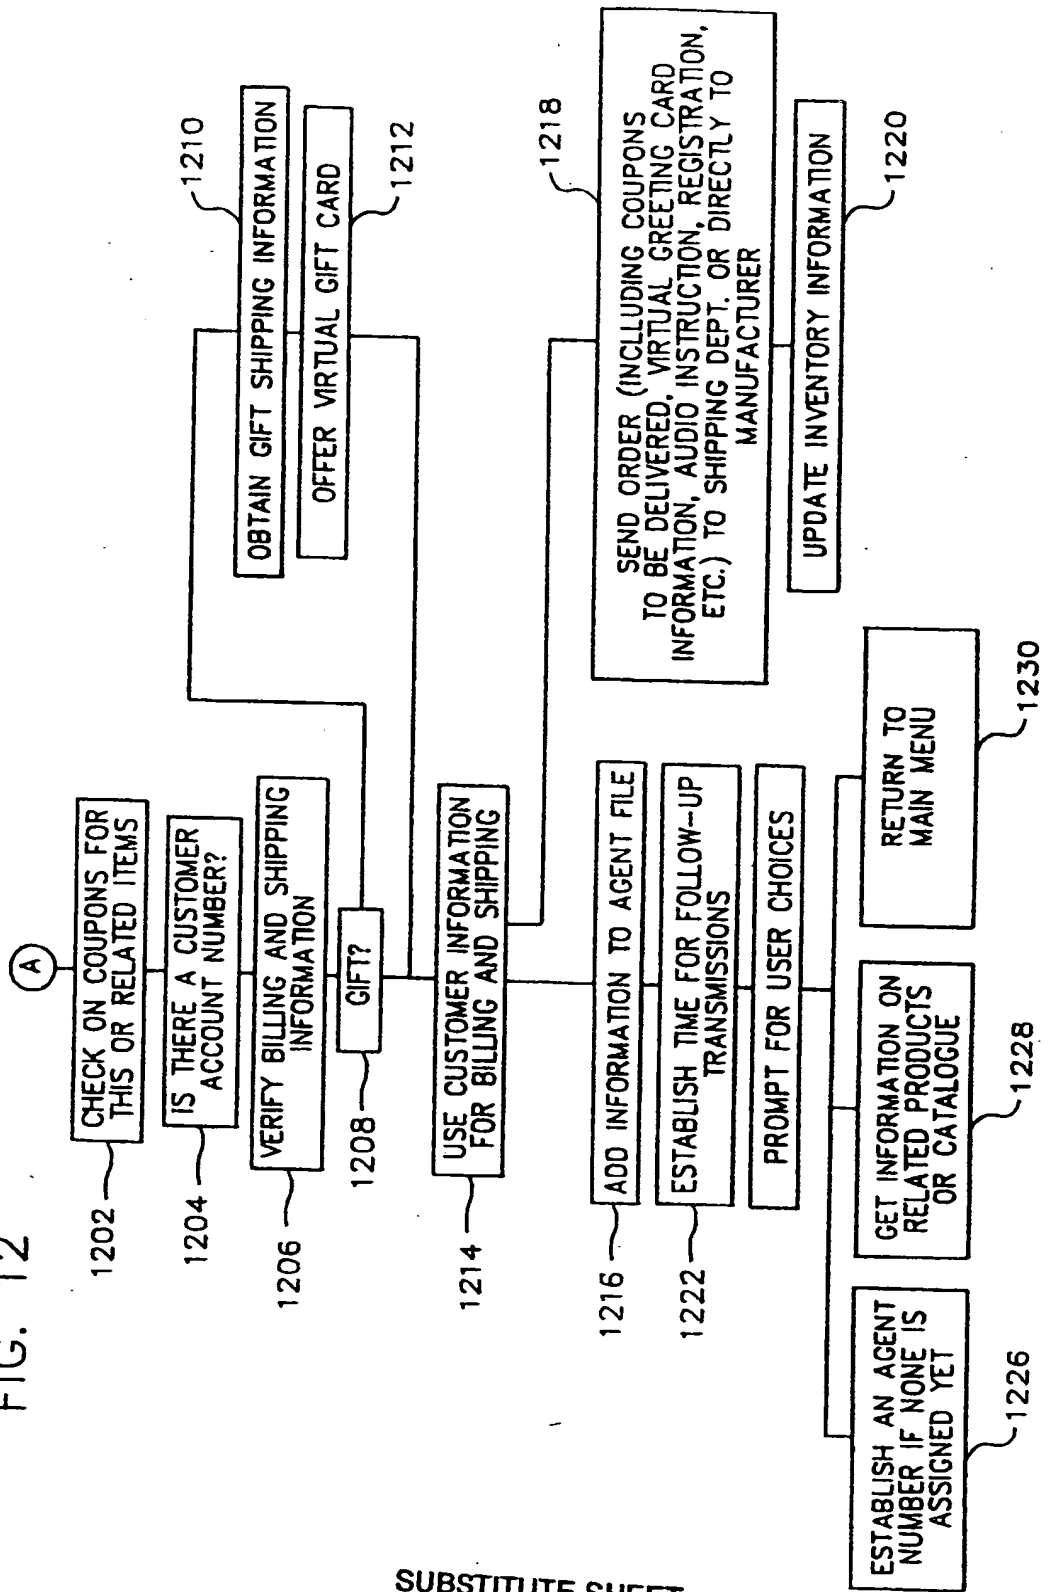 FIG. 12
A
CHECK ON COUPONS FOR
THIS OR RELATED ITEMS
1202
IS THERE A CUSTOMER
ACCOUNT NUMBER?
1204
VERIFY BILLING AND SHIPPING
INFORMATION
1206
GIFT?
1208
OBTAIN GIFT SHIPPING INFORMATION
1210
OFFER VIRTUAL GIFT CARD
1212
USE CUSTOMER INFORMATION
FOR BILLING AND SHIPPING
1214
ADD INFORMATION TO AGENT FILE
1216
SEND ORDER (INCLUDING COUPONS
TO BE DELIVERED, VIRTUAL GREETING CARD
INFORMATION, AUDIO INSTRUCTION, REGISTRATION,
ETC.) TO SHIPPING DEPT. OR DIRECTLY TO
MANUFACTURER
1218
UPDATE INVENTORY INFORMATION
1220
ESTABLISH TIME FOR FOLLOW-UP
TRANSMISSIONS
1222
PROMPT FOR USER CHOICES
ESTABLISH AN AGENT
NUMBER IF NONE IS
ASSIGNED YET
1226
GET INFORMATION ON
RELATED PRODUCTS
OR CATALOGUE
1228
RETURN TO
MAIN MENU
1230
SUBSTITUTE SHEET